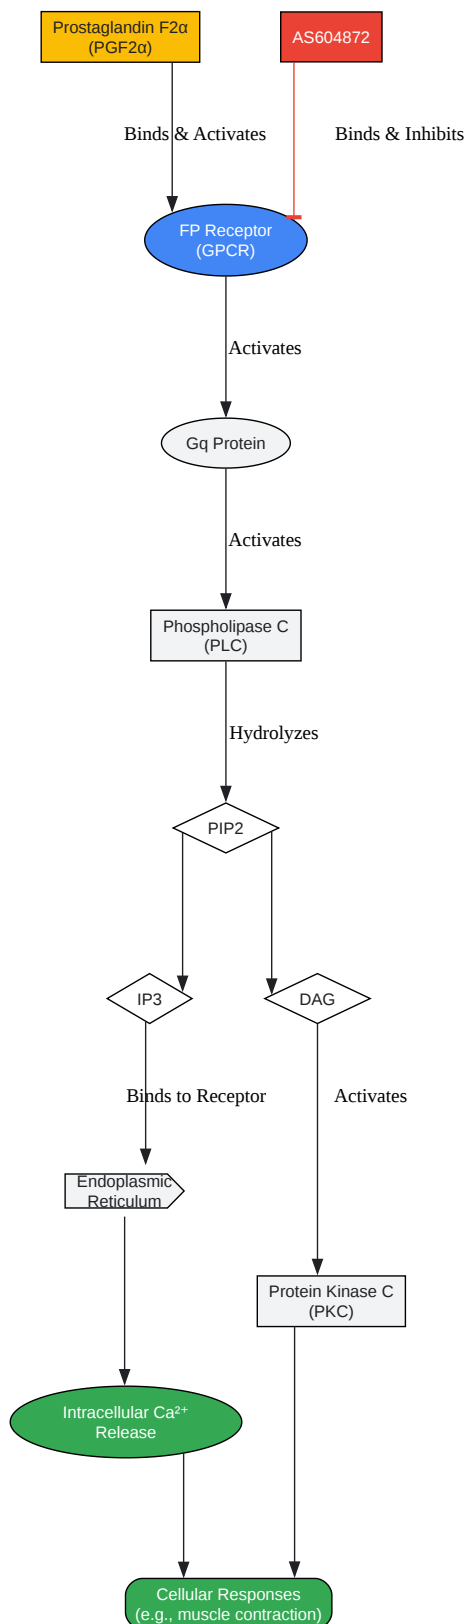 Prostaglandin F2α
(PGF2α)
AS604872
Binds & Activates
Binds & Inhibits
FP Receptor
(GPCR)
Activates
Gq Protein
Activates
Phospholipase C
(PLC)
Hydrolyzes
PIP2
IP3
DAG
Binds to Receptor
Activates
Endoplasmic
Reticulum
Protein Kinase C
(PKC)
Intracellular Ca²⁺
Release
Cellular Responses
(e.g., muscle contraction)